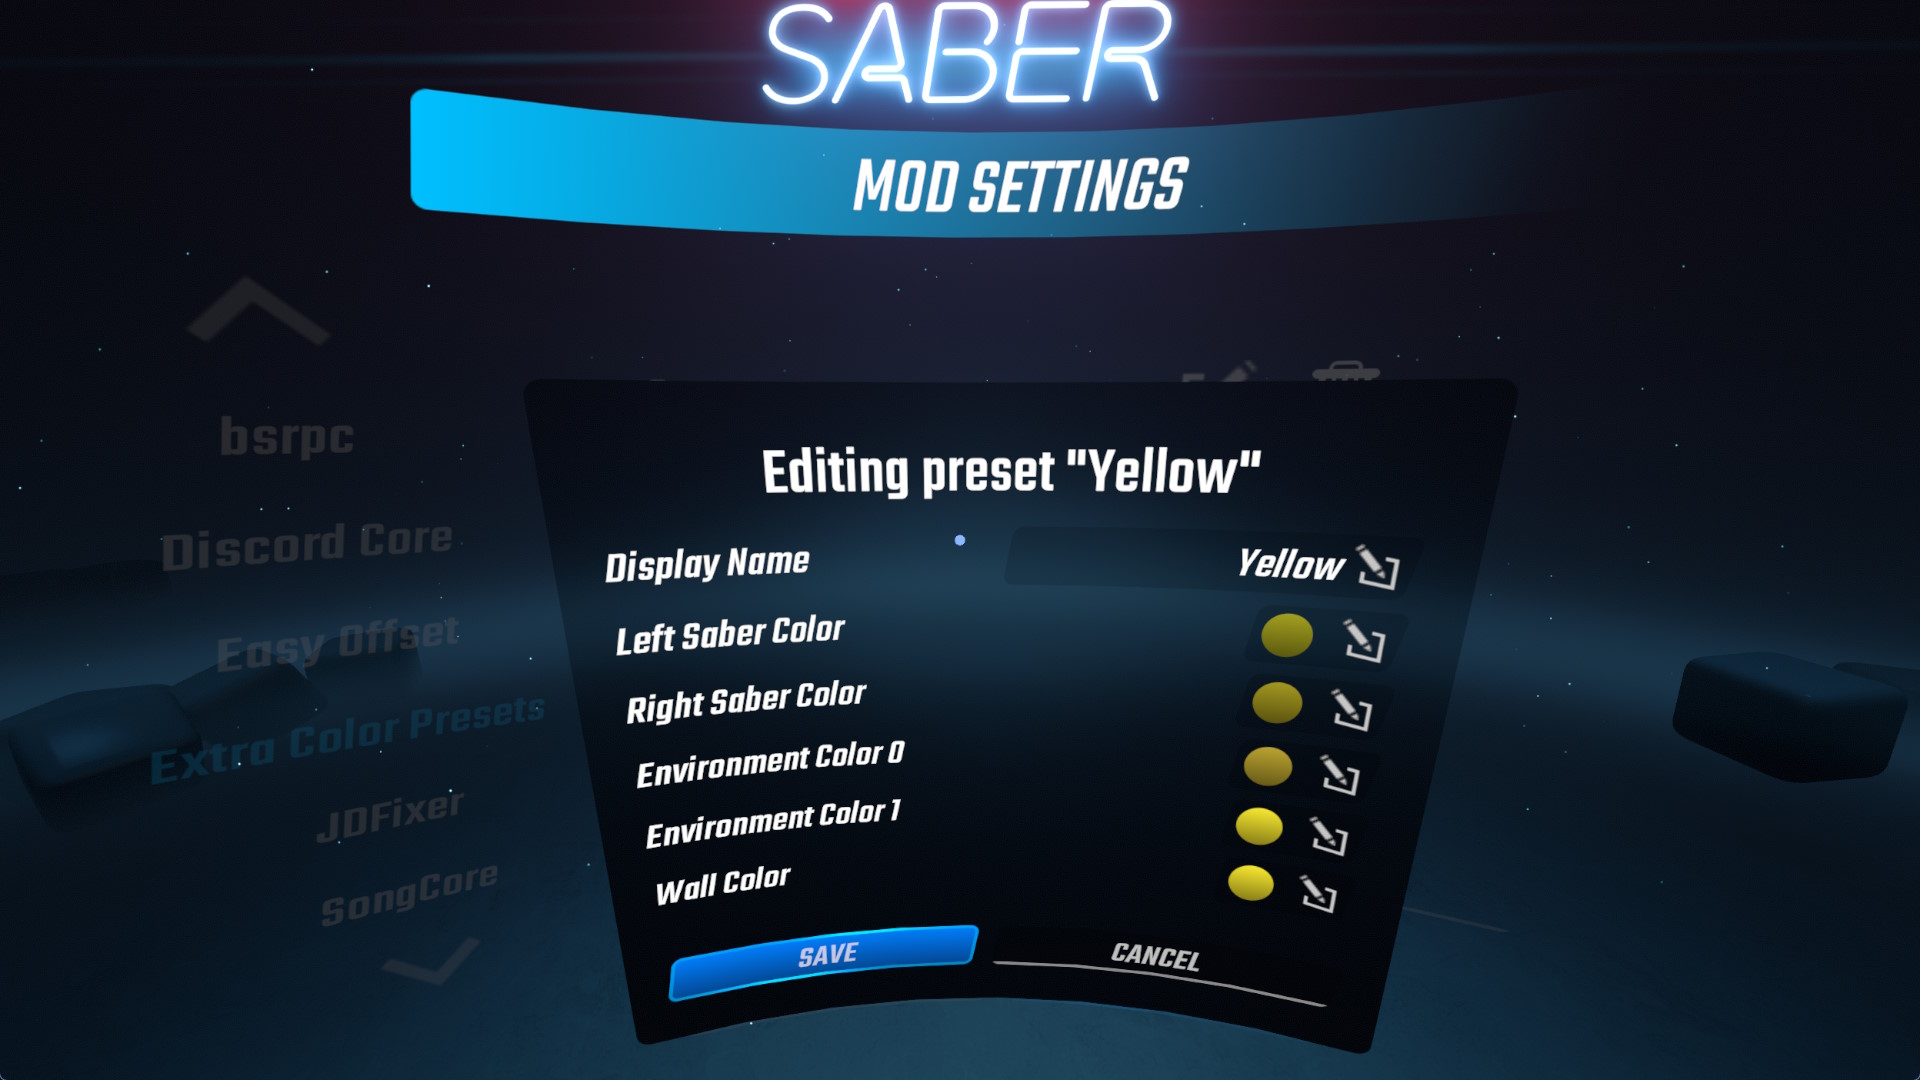 SABER
MOD SETTINGS
bsrpc
Discord Core
Easy Offset
Extra Color Presets
JDFixer
SongCore
Editing preset "Yellow"
Display Name
Yellow
Left Saber Color
Right Saber Color
Environment Color 0
Environment Color 1
Wall Color
SAVE
CANCEL